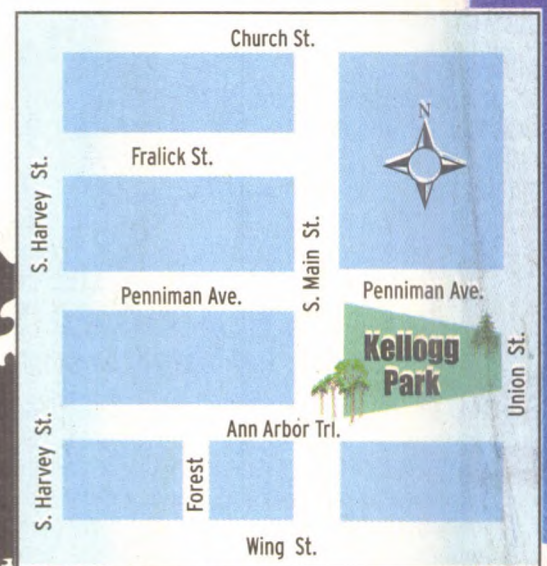 Church St.
N
Fralick St.
S. Harvey St.
S. Main St.
Penniman Ave.
Penniman Ave.
Kellogg
Park
Union St.
Ann Arbor Trl.
S. Harvey St.
Forest
Wing St.